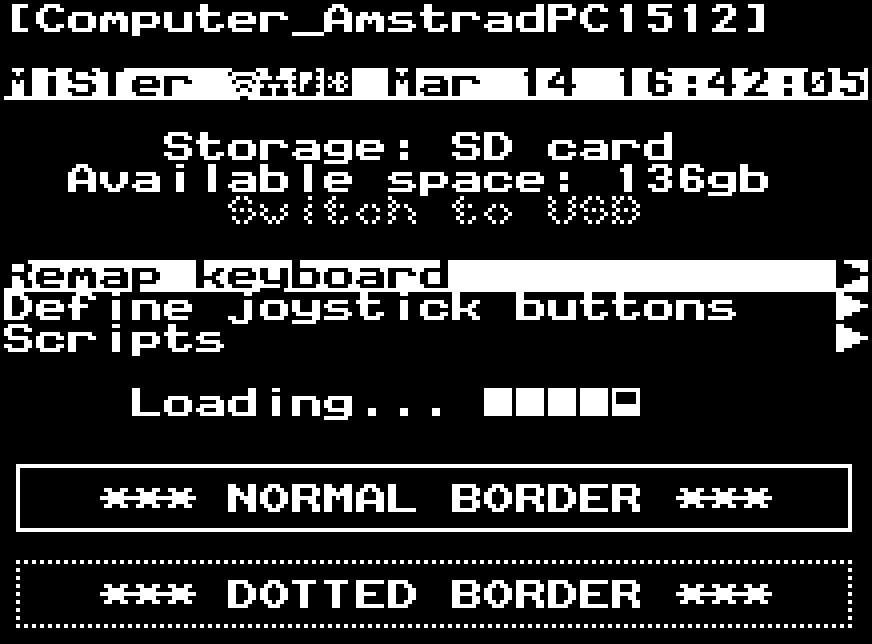 [Computer_AmstradPC1512]
MiSTer Mar 14 16:42:05
Storage: SD card
Available space: 136gb
Switch to USB
Remap keyboard
Define joystick buttons
Scripts
Loading...
*** NORMAL BORDER ***
*** DOTTED BORDER ***